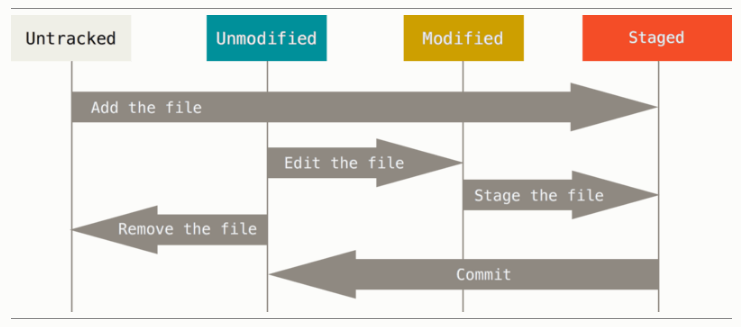 Untracked
Unmodified
Modified
Staged
Add the file
Edit the file
Stage the file
Remove the file
Commit